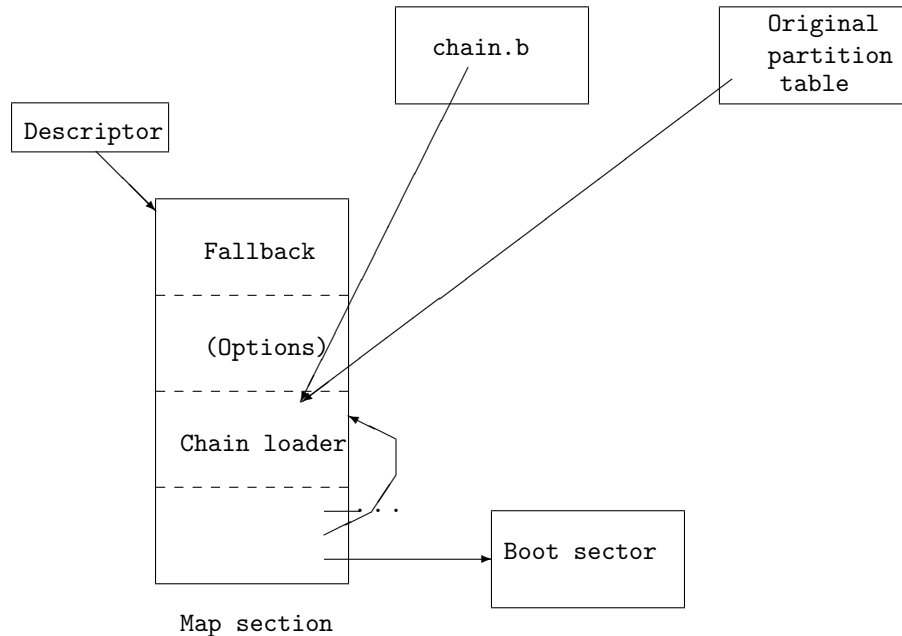 chain.b
Original
partition
table
Descriptor
Fallback
(Options)
Chain loader
...
Boot sector
Map section